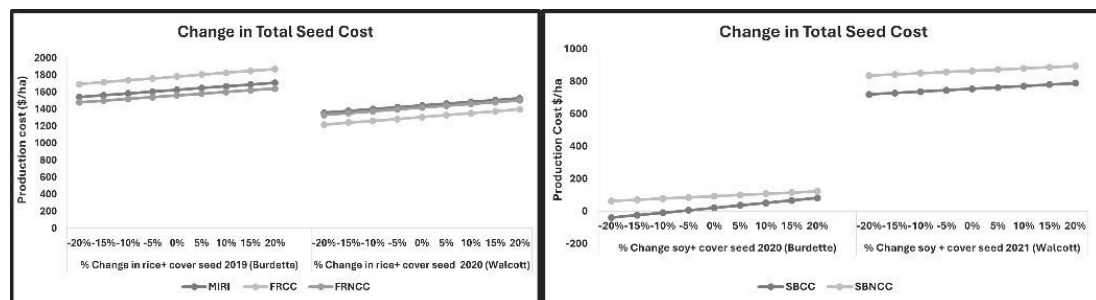 Change in Total Seed Cost
Production cost ($/ha)
2000
1800
1600
1400
1200
1000
800
600
400
200
0
-20% -15% -10% -5% 0% 5% 10% 15% 20%
-20% -15% -10% -5% 0% 5% 10% 15% 20%
% Change in rice+ cover seed 2019 (Burdette)
% Change in rice+ cover seed 2020 (Walcott)
MIRI FRCC FRNCC
Change in Total Seed Cost
Production Cost $/ha
1000
800
600
400
200
0
-200
-20% -15% -10% -5% 0% 5% 10% 15% 20%
-20% -15% -10% -5% 0% 5% 10% 15% 20%
% Change soy+ cover seed 2020 (Burdette)
% Change soy + cover seed 2021 (Walcott)
SBCC SBNCC